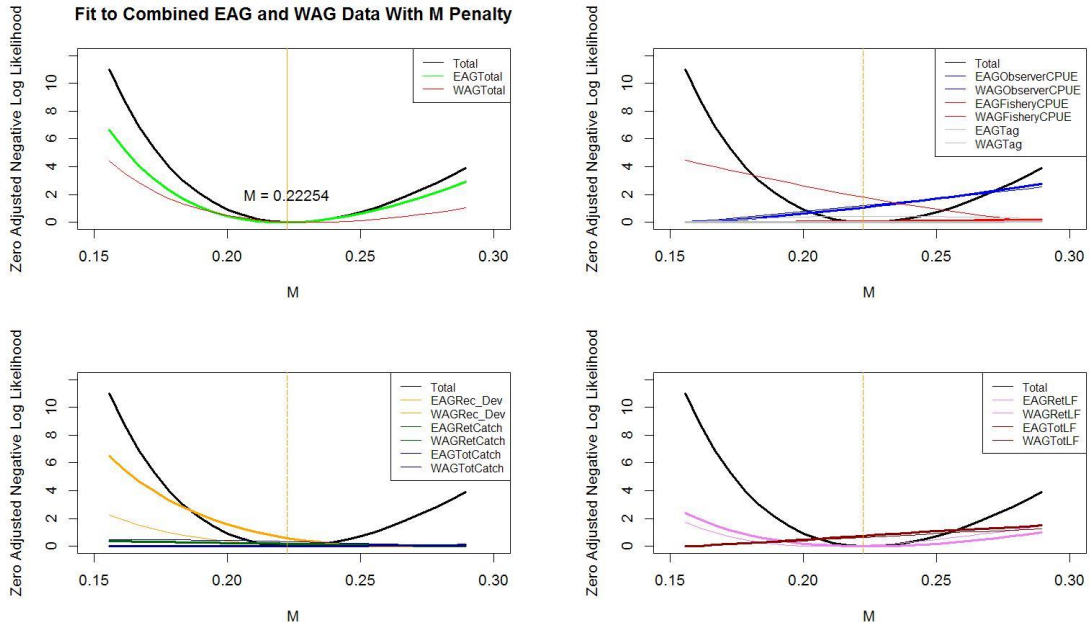 Fit to Combined EAG and WAG Data With M Penalty
Zero Adjusted Negative Log Likelihood
0 2 4 6 8 10
Total
EAGTotal
WAGTotal
M = 0.22254
0.15 0.20 0.25 0.30
M
Zero Adjusted Negative Log Likelihood
0 2 4 6 8 10
Total
EAGObserverCPUE
WAGObserverCPUE
EAGFisheryCPUE
WAGFisheryCPUE
EAGTag
WAGTag
0.15 0.20 0.25 0.30
M
Zero Adjusted Negative Log Likelihood
0 2 4 6 8 10
Total
EAGRec_Dev
WAGRec_Dev
EAGRetCatch
WAGRetCatch
EAGTotCatch
WAGTotCatch
0.15 0.20 0.25 0.30
M
Zero Adjusted Negative Log Likelihood
0 2 4 6 8 10
Total
EAGRetLF
WAGRetLF
EAGTotLF
WAGTotLF
0.15 0.20 0.25 0.30
M